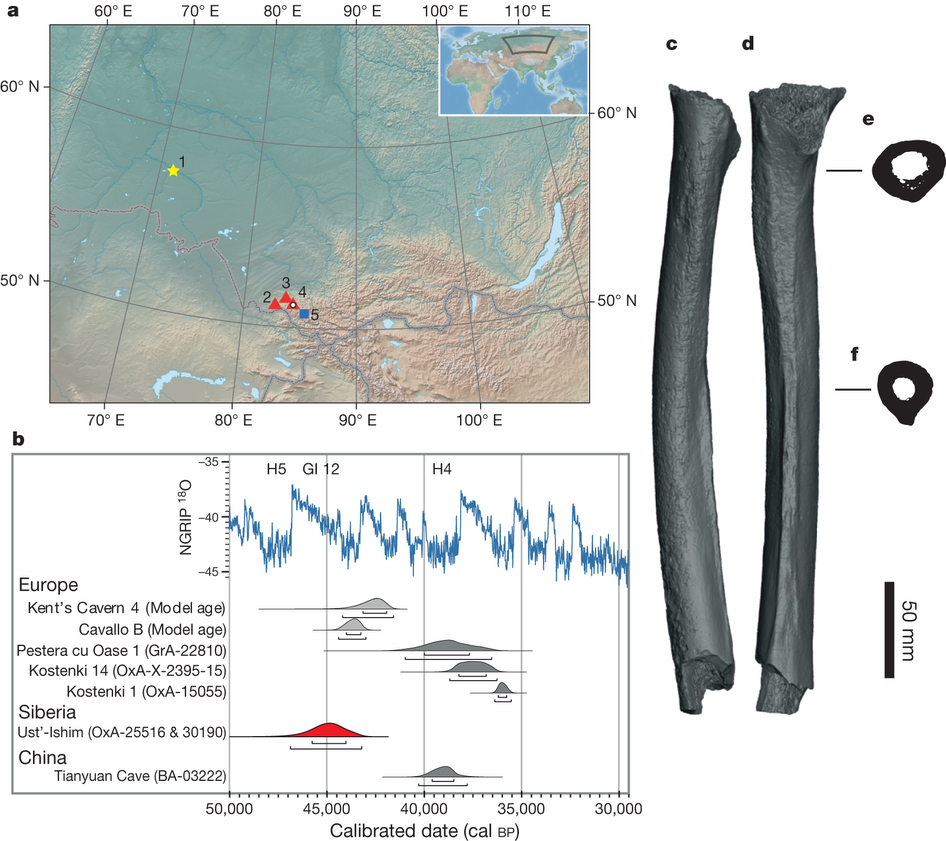 a
60° E 70° E 80° E 90° E 100° E 110° E
60° N
60° N
1
50° N
50° N
2 3 4 5
70° E 80° E 90° E 100° E
b
H5 GI 12 H4
NGRIP ¹⁸O
–35
–40
–45
Europe
Kent's Cavern 4 (Model age)
Cavallo B (Model age)
Pestera cu Oase 1 (GrA-22810)
Kostenki 14 (OxA-X-2395-15)
Kostenki 1 (OxA-15055)
Siberia
Ust'-Ishim (OxA-25516 & 30190)
China
Tianyuan Cave (BA-03222)
50,000 45,000 40,000 35,000 30,000
Calibrated date (cal BP)
c d
e
f
50 mm